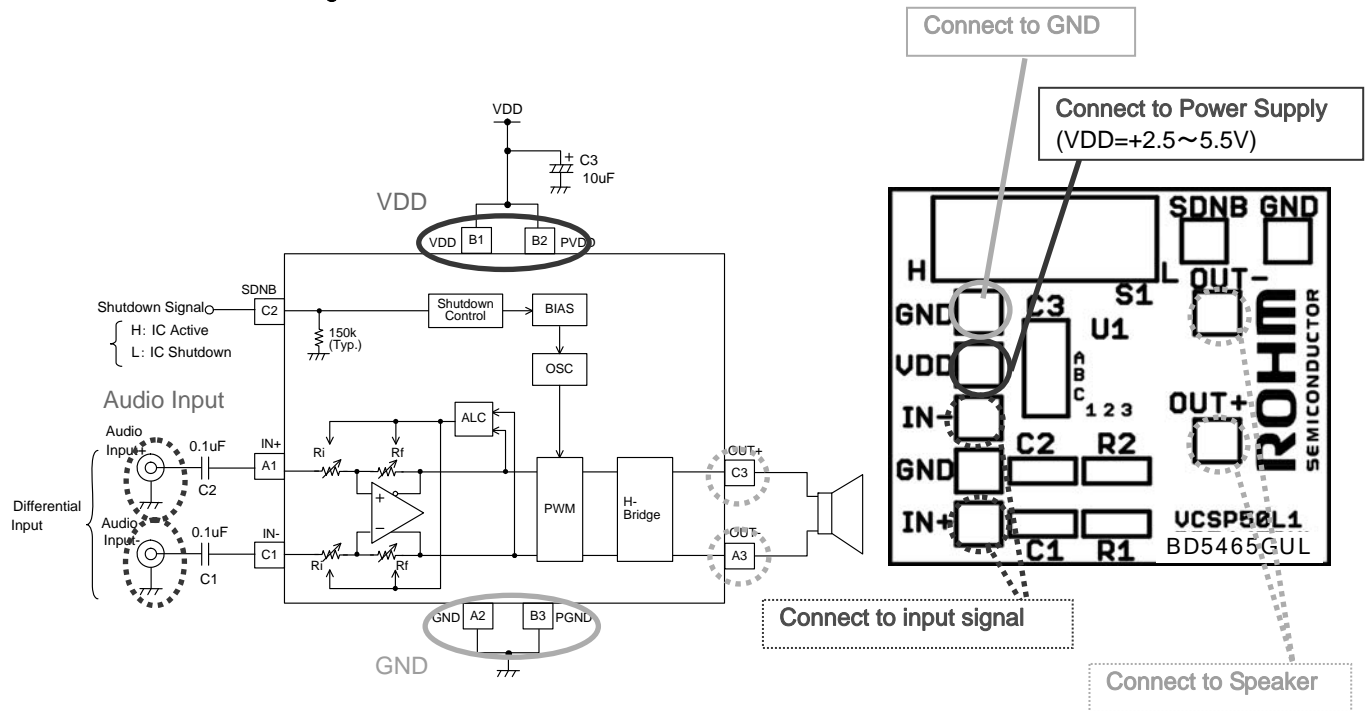 Connect to GND
Connect to Power Supply
(VDD=+2.5～5.5V)
VDD
+
C3
10uF
VDD
VDD
B1
B2
PVDD
SDNB
Shutdown Signal
C2
H: IC Active
L: IC Shutdown
150k
(Typ.)
Shutdown
Control
BIAS
OSC
ALC
Audio Input
Audio
Input+
0.1uF
C2
IN+
A1
Ri
Rf
+
−
Differential
Input
Audio
Input-
0.1uF
C1
IN-
C1
Ri
Rf
PWM
H-
Bridge
OUT+
C3
OUT-
A3
GND
A2
B3
PGND
GND
SDNB GND
H
L
S1
OUT-
GND
C3
U1
VDD
A
B
C
1 2 3
IN-
OUT+
GND
C2
R2
IN+
C1
R1
ROHM
SEMICONDUCTOR
VCSP50L1
BD5465GUL
Connect to input signal
Connect to Speaker